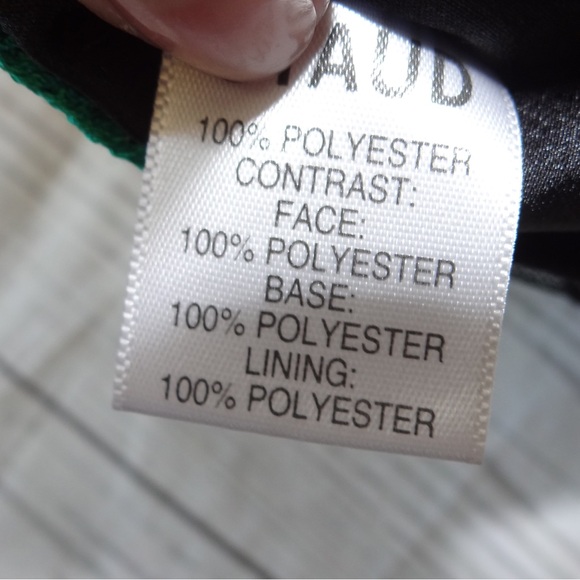 100% POLYESTER
CONTRAST:
FACE:
100% POLYESTER
BASE:
100% POLYESTER
LINING:
100% POLYESTER